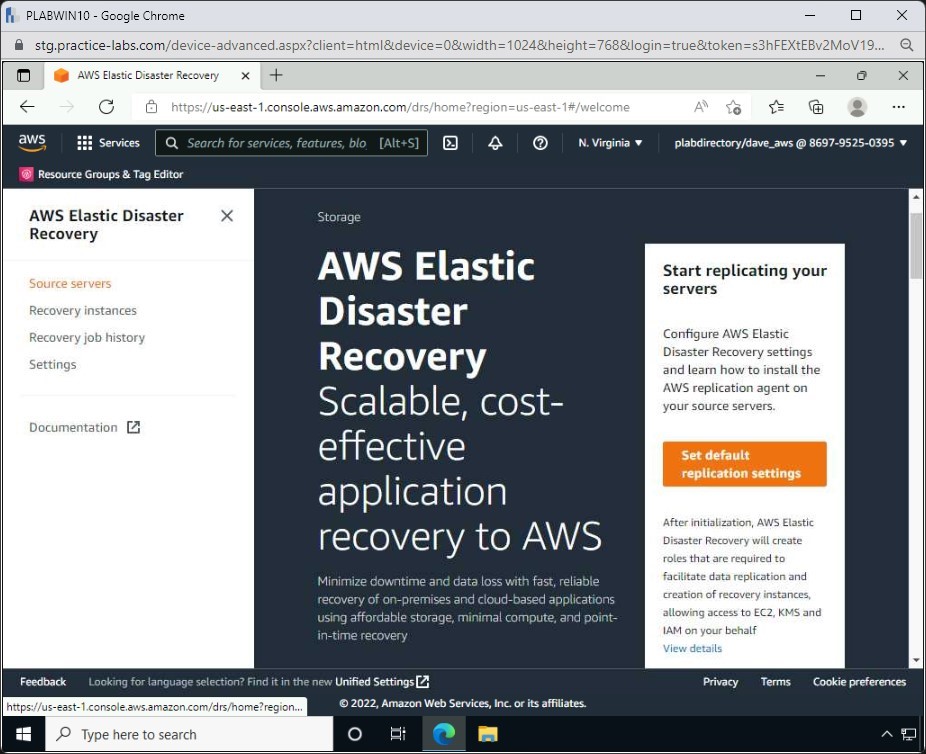 PLABWIN10 - Google Chrome
stg.practice-labs.com/device-advanced.aspx?client=html&device=0&width=1024&height=768&login=true&token=s3hFEXtEBv2MoV19...
AWS Elastic Disaster Recovery
https://us-east-1.console.aws.amazon.com/drs/home?region=us-east-1#/welcome
aws
Services
Search for services, features, blo [Alt+S]
N. Virginia
plabdirectory/dave_aws @ 8697-9525-0395
Resource Groups & Tag Editor
AWS Elastic Disaster
Recovery
Source servers
Recovery instances
Recovery job history
Settings
Documentation
Storage
AWS Elastic
Disaster
Recovery
Scalable, cost-
effective
application
recovery to AWS
Minimize downtime and data loss with fast, reliable
recovery of on-premises and cloud-based applications
using affordable storage, minimal compute, and point-
in-time recovery
Start replicating your
servers
Configure AWS Elastic
Disaster Recovery settings
and learn how to install the
AWS replication agent on
your source servers.
Set default
replication settings
After initialization, AWS Elastic
Disaster Recovery will create
roles that are required to
facilitate data replication and
creation of recovery instances,
allowing access to EC2, KMS and
IAM on your behalf
View details
Feedback
Looking for language selection? Find it in the new Unified Settings
Privacy
Terms
Cookie preferences
https://us-east-1.console.aws.amazon.com/drs/home?region...
© 2022, Amazon Web Services, Inc. or its affiliates.
Type here to search